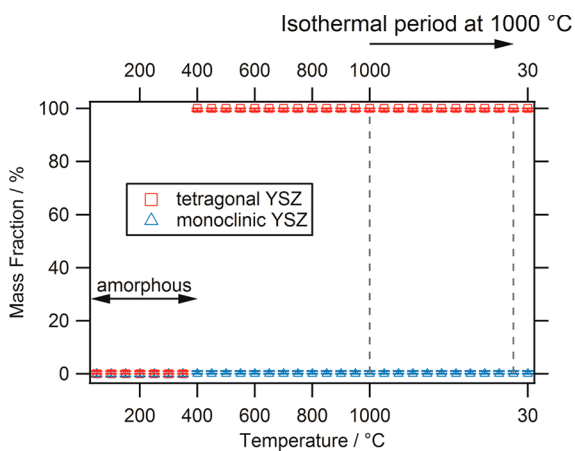 Isothermal period at 1000 °C
200 400 600 800 1000 30
100
80
60
40
20
0
Mass Fraction / %
tetragonal YSZ
monoclinic YSZ
amorphous
200 400 600 800 1000 30
Temperature / °C